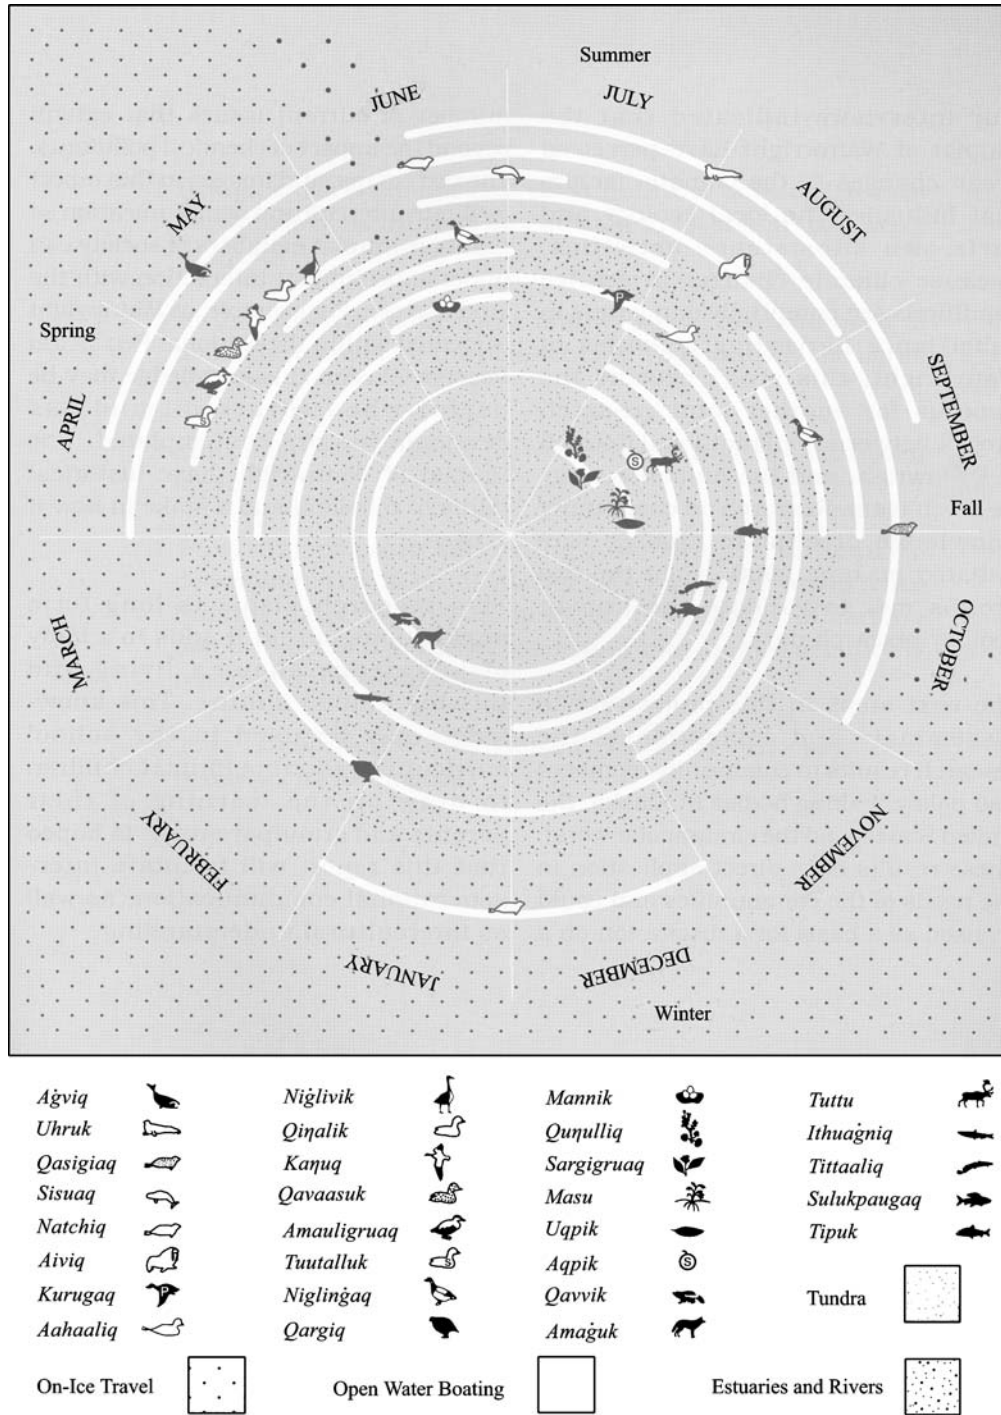 Summer
JUNE
JULY
MAY
AUGUST
Spring
APRIL
SEPTEMBER
Fall
MARCH
OCTOBER
FEBRUARY
NOVEMBER
JANUARY
DECEMBER
Winter
P
S
S
Aġviq
Uhruk
Qasigiaq
Sisuaq
Natchiq
Aiviq
Kurugaq
P
Aahaaliq
Niġlivik
Qiŋalik
Kaŋuq
Qavaasuk
Amauligruaq
Tuutalluk
S
Niglinġaq
Qargiq
Mannik
Quŋulliq
Sargigruaq
Masu
Uqpik
Aqpik
S
Qavvik
Amaġuk
Tuttu
Ithuaġniq
Tittaaliq
Sulukpaugaq
Tipuk
Tundra
On-Ice Travel
Open Water Boating
Estuaries and Rivers